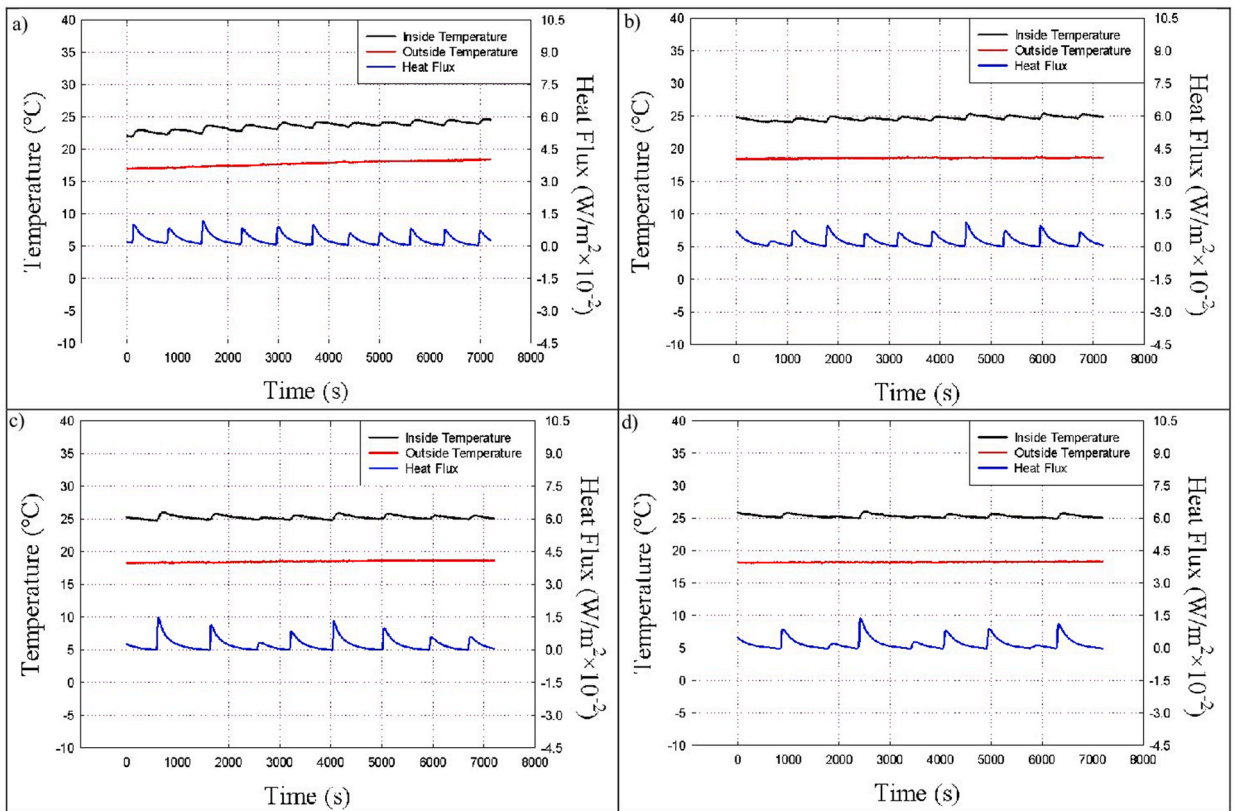 a)
40
35
30
25
20
15
10
5
0
-5
-10
Temperature (°C)
Inside Temperature
Outside Temperature
Heat Flux
10.5
9.0
7.5
6.0
4.5
3.0
1.5
0.0
-1.5
-3.0
-4.5
Heat Flux (W/m²×10⁻²)
0 1000 2000 3000 4000 5000 6000 7000 8000
Time (s)
b)
40
35
30
25
20
15
10
5
0
-5
-10
Temperature (°C)
Inside Temperature
Outside Temperature
Heat Flux
10.5
9.0
7.5
6.0
4.5
3.0
1.5
0.0
-1.5
-3.0
-4.5
Heat Flux (W/m²×10⁻²)
0 1000 2000 3000 4000 5000 6000 7000 8000
Time (s)
c)
40
35
30
25
20
15
10
5
0
-5
-10
Temperature (°C)
Inside Temperature
Outside Temperature
Heat Flux
10.5
9.0
7.5
6.0
4.5
3.0
1.5
0.0
-1.5
-3.0
-4.5
Heat Flux (W/m²×10⁻²)
0 1000 2000 3000 4000 5000 6000 7000 8000
Time (s)
d)
40
35
30
25
20
15
10
5
0
-5
-10
Temperature (°C)
Inside Temperature
Outside Temperature
Heat Flux
10.5
9.0
7.5
6.0
4.5
3.0
1.5
0.0
-1.5
-3.0
-4.5
Heat Flux (W/m²×10⁻²)
0 1000 2000 3000 4000 5000 6000 7000 8000
Time (s)